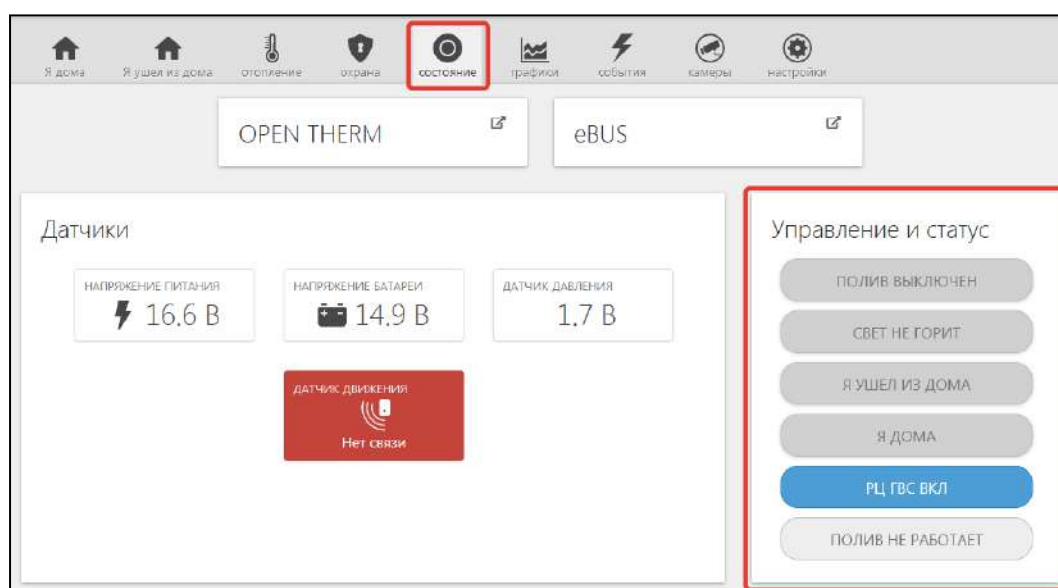 Я дома Я ушел из дома отопление охрана состояние графики события камеры настройки
OPEN THERM
eBUS
Датчики
НАПРЯЖЕНИЕ ПИТАНИЯ
16,6 В
НАПРЯЖЕНИЕ БАТАРЕИ
14,9 В
ДАТЧИК ДАВЛЕНИЯ
1,7 В
ДАТЧИК ДВИЖЕНИЯ
Нет связи
Управление и статус
ПОЛИВ ВЫКЛЮЧЕН
СВЕТ НЕ ГОРИТ
Я УШЕЛ ИЗ ДОМА
Я ДОМА
РЦ ГВС ВКЛ
ПОЛИВ НЕ РАБОТАЕТ